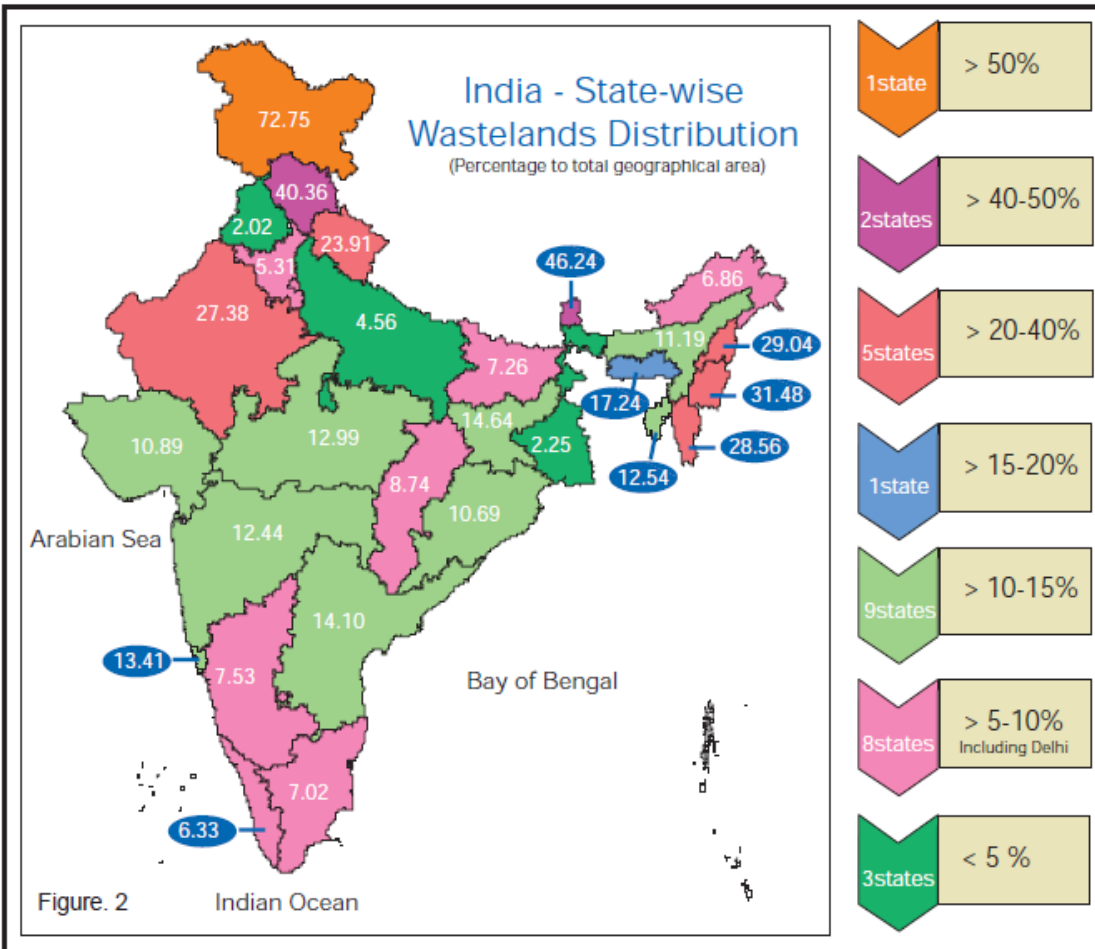 India - State-wise
Wastelands Distribution
(Percentage to total geographical area)
72.75
40.36
2.02
23.91
5.31
46.24
6.86
27.38
4.56
11.19
29.04
7.26
17.24
31.48
14.64
12.99
10.89
2.25
28.56
12.54
8.74
10.69
Arabian Sea
12.44
14.10
13.41
7.53
Bay of Bengal
7.02
6.33
Figure. 2
Indian Ocean
1state
> 50%
2states
> 40-50%
5states
> 20-40%
1state
> 15-20%
9states
> 10-15%
8states
> 5-10%
Including Delhi
3states
< 5 %